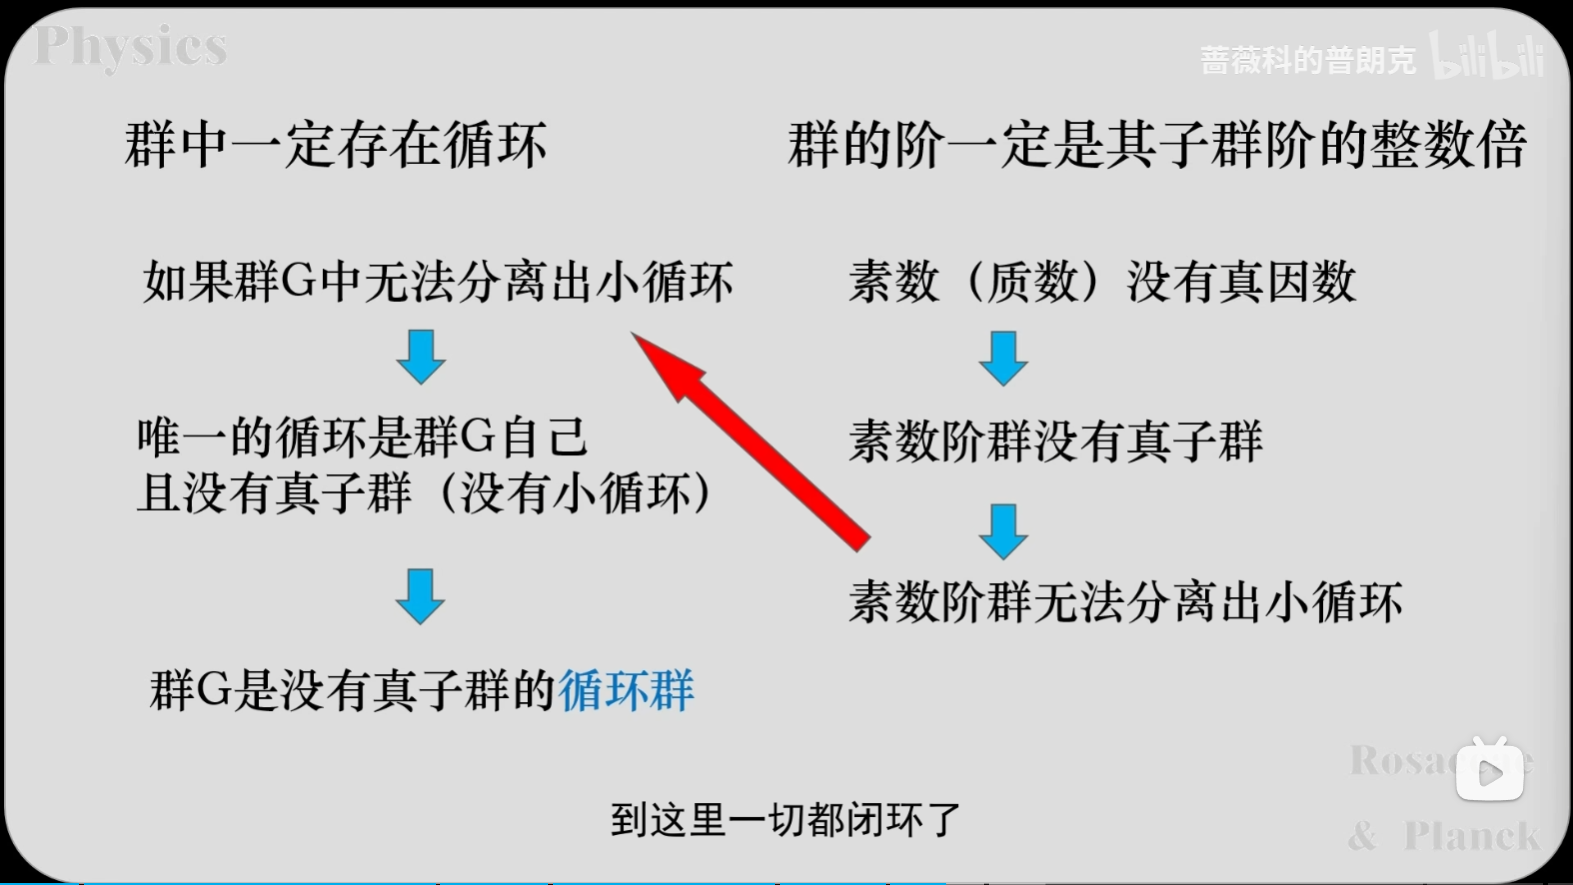 Physics
蔷薇科的普朗克 bilibili
群中一定存在循环
群的阶一定是其子群阶的整数倍
如果群G中无法分离出小循环
唯一的循环是群G自己
且没有真子群（没有小循环）
群G是没有真子群的循环群
素数（质数）没有真因数
素数阶群没有真子群
素数阶群无法分离出小循环
& Planck
到这里一切都闭环了